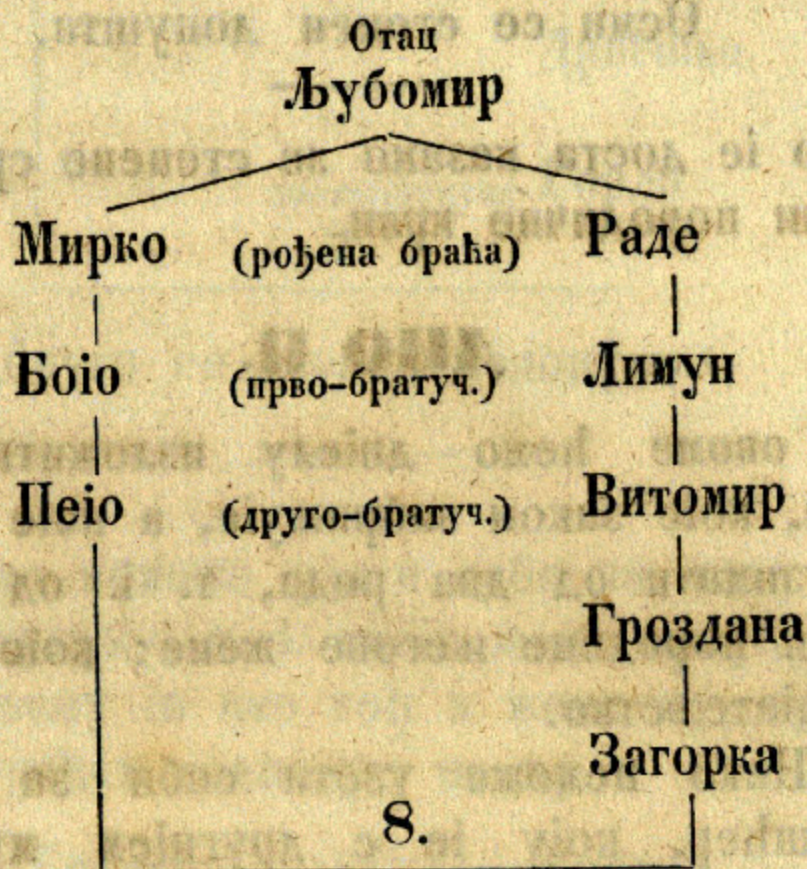 Отац
Љубомир
Мирко (рођена браћа) Раде
Боіо (прво-братуч.) Лимун
Пеіо (друго-братуч.) Витомир
Гроздана
Загорка
8.